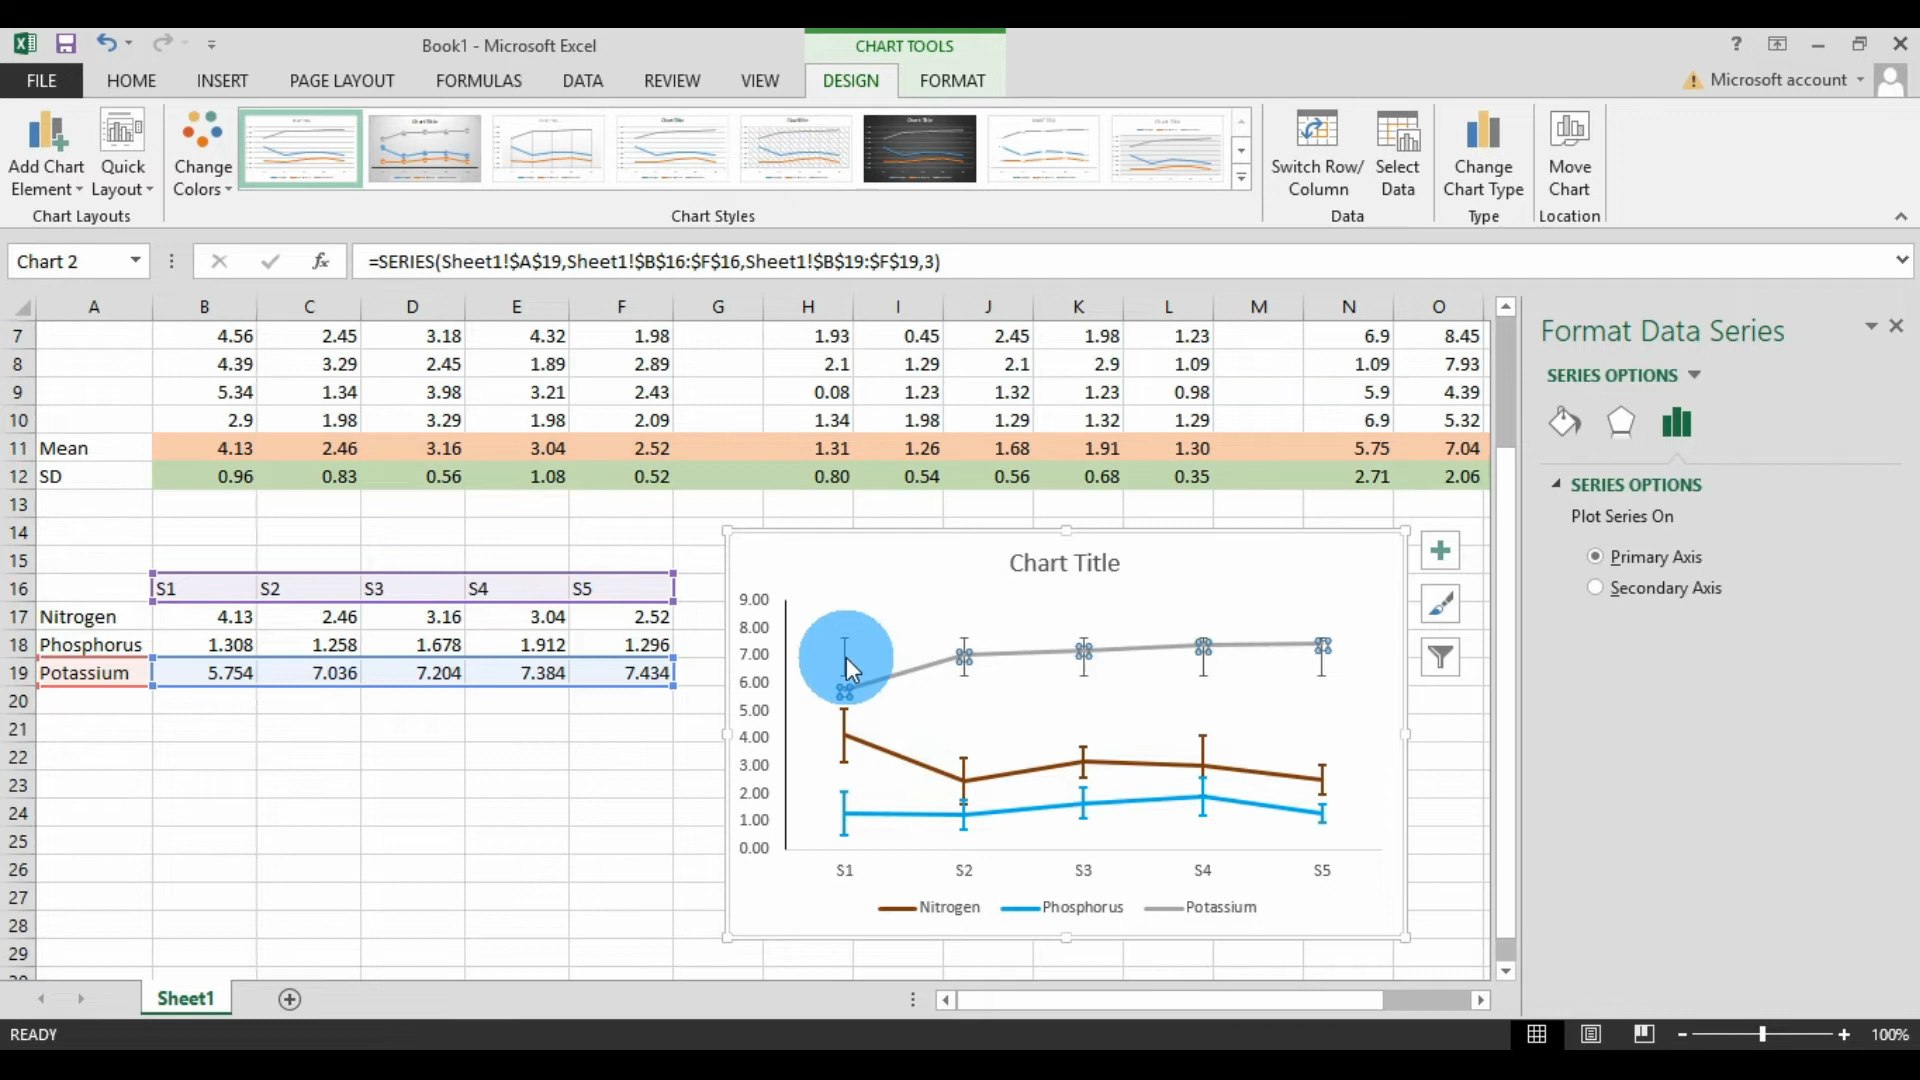 Book1 - Microsoft Excel
CHART TOOLS
?
FILE HOME INSERT PAGE LAYOUT FORMULAS DATA REVIEW VIEW DESIGN FORMAT
Microsoft account
Add Chart Element
Quick Layout
Change Colors
Switch Row/ Column
Select Data
Change Chart Type
Move Chart
Chart Layouts
Chart Styles
Data
Type
Location
Chart 2
fx
=SERIES(Sheet1!$A$19,Sheet1!$B$16:$F$16,Sheet1!$B$19:$F$19,3)
A B C D E F G H I J K L M N O
7 4.56 2.45 3.18 4.32 1.98 1.93 0.45 2.45 1.98 1.23 6.9 8.45
8 4.39 3.29 2.45 1.89 2.89 2.1 1.29 2.1 2.9 1.09 1.09 7.93
9 5.34 1.34 3.98 3.21 2.43 0.08 1.23 1.32 1.23 0.98 5.9 4.39
10 2.9 1.98 3.29 1.98 2.09 1.34 1.98 1.29 1.32 1.29 6.9 5.32
11 Mean 4.13 2.46 3.16 3.04 2.52 1.31 1.26 1.68 1.91 1.30 5.75 7.04
12 SD 0.96 0.83 0.56 1.08 0.52 0.80 0.54 0.56 0.68 0.35 2.71 2.06
13
14
15
16 S1 S2 S3 S4 S5
17 Nitrogen 4.13 2.46 3.16 3.04 2.52
18 Phosphorus 1.308 1.258 1.678 1.912 1.296
19 Potassium 5.754 7.036 7.204 7.384 7.434
20
21
22
23
24
25
26
27
28
29
Chart Title
9.00
8.00
7.00
6.00
5.00
4.00
3.00
2.00
1.00
0.00
S1 S2 S3 S4 S5
Nitrogen Phosphorus Potassium
Format Data Series
SERIES OPTIONS
SERIES OPTIONS
Plot Series On
Primary Axis
Secondary Axis
Sheet1
READY
100%